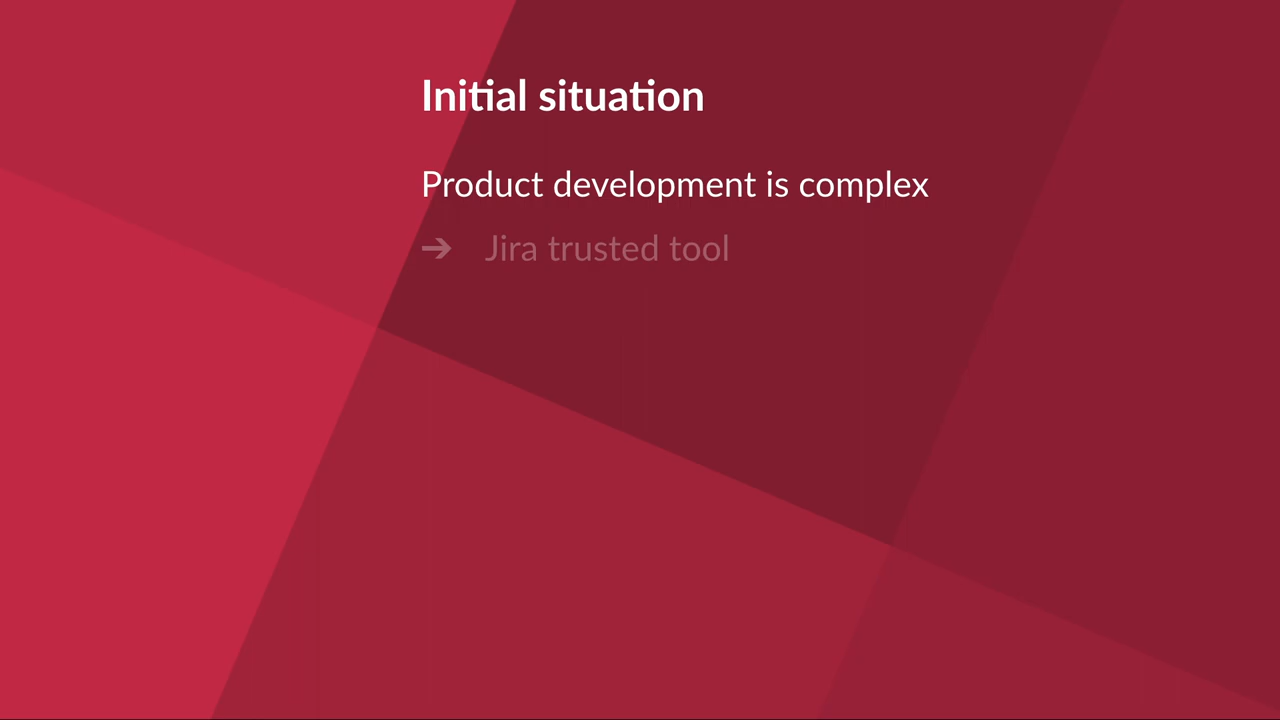 Initial situation
Product development is complex
➔ Jira trusted tool